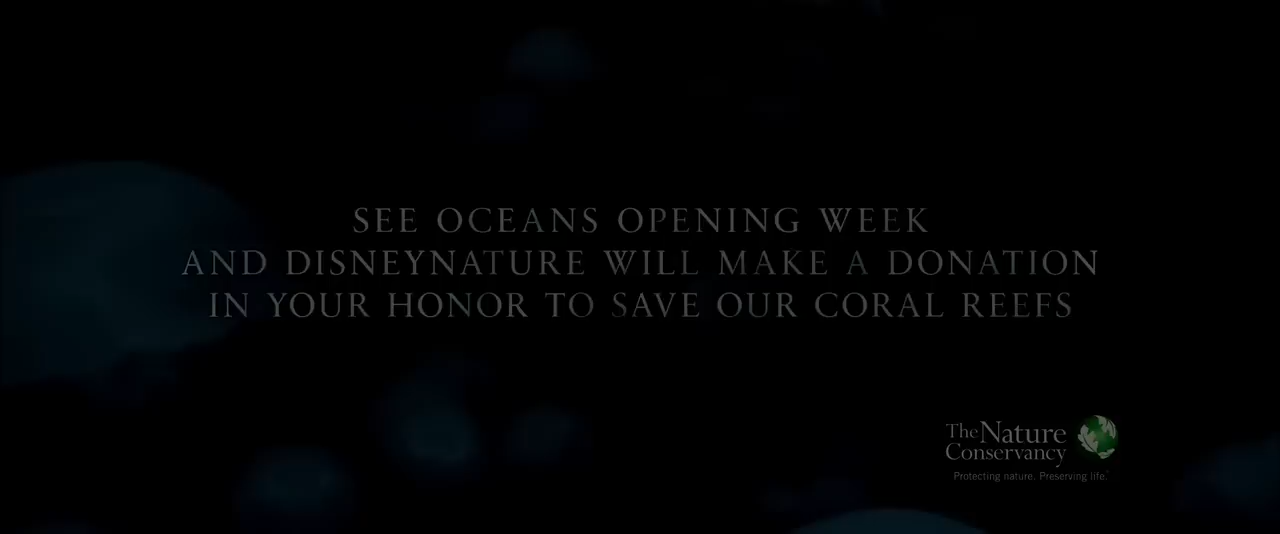 SEE OCEANS OPENING WEEK
AND DISNEYNATURE WILL MAKE A DONATION
IN YOUR HONOR TO SAVE OUR CORAL REEFS
The Nature
Conservancy
Protecting nature. Preserving life.